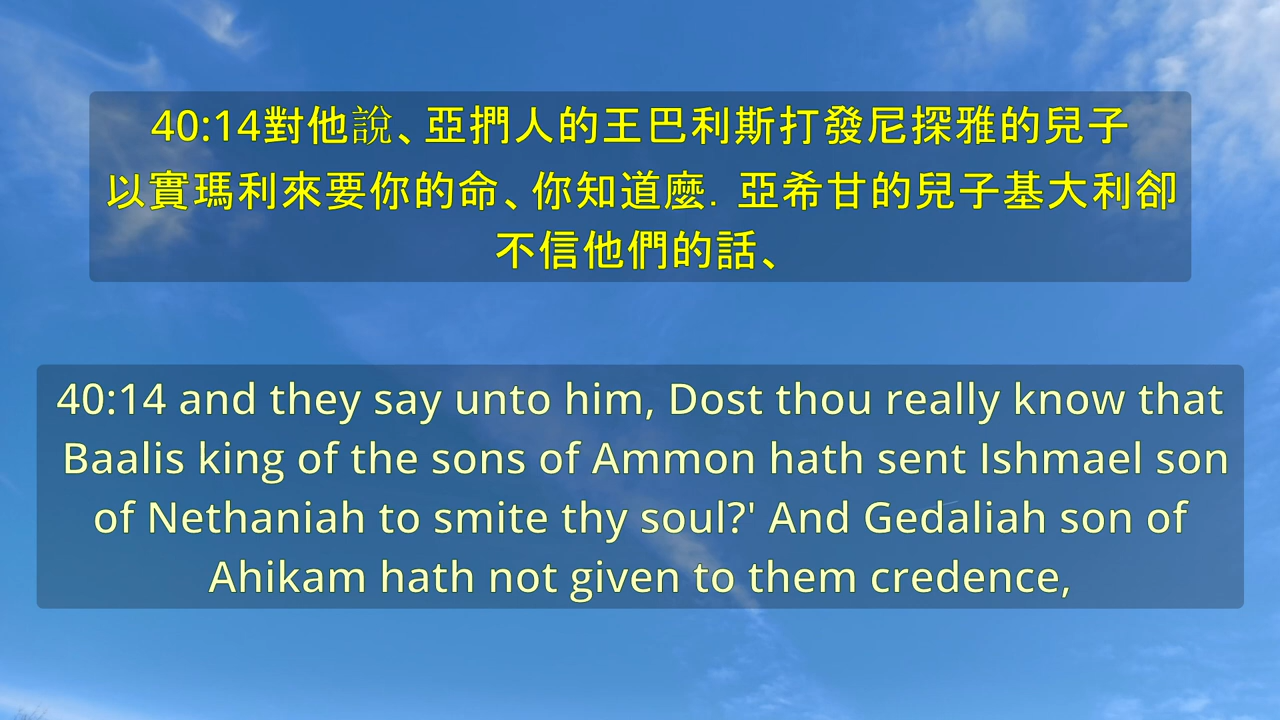 40:14對他說、亞捫人的王巴利斯打發尼探雅的兒子
以實瑪利來要你的命、你知道麼．亞希甘的兒子基大利卻
不信他們的話、
40:14 and they say unto him, Dost thou really know that
Baalis king of the sons of Ammon hath sent Ishmael son
of Nethaniah to smite thy soul?' And Gedaliah son of
Ahikam hath not given to them credence,